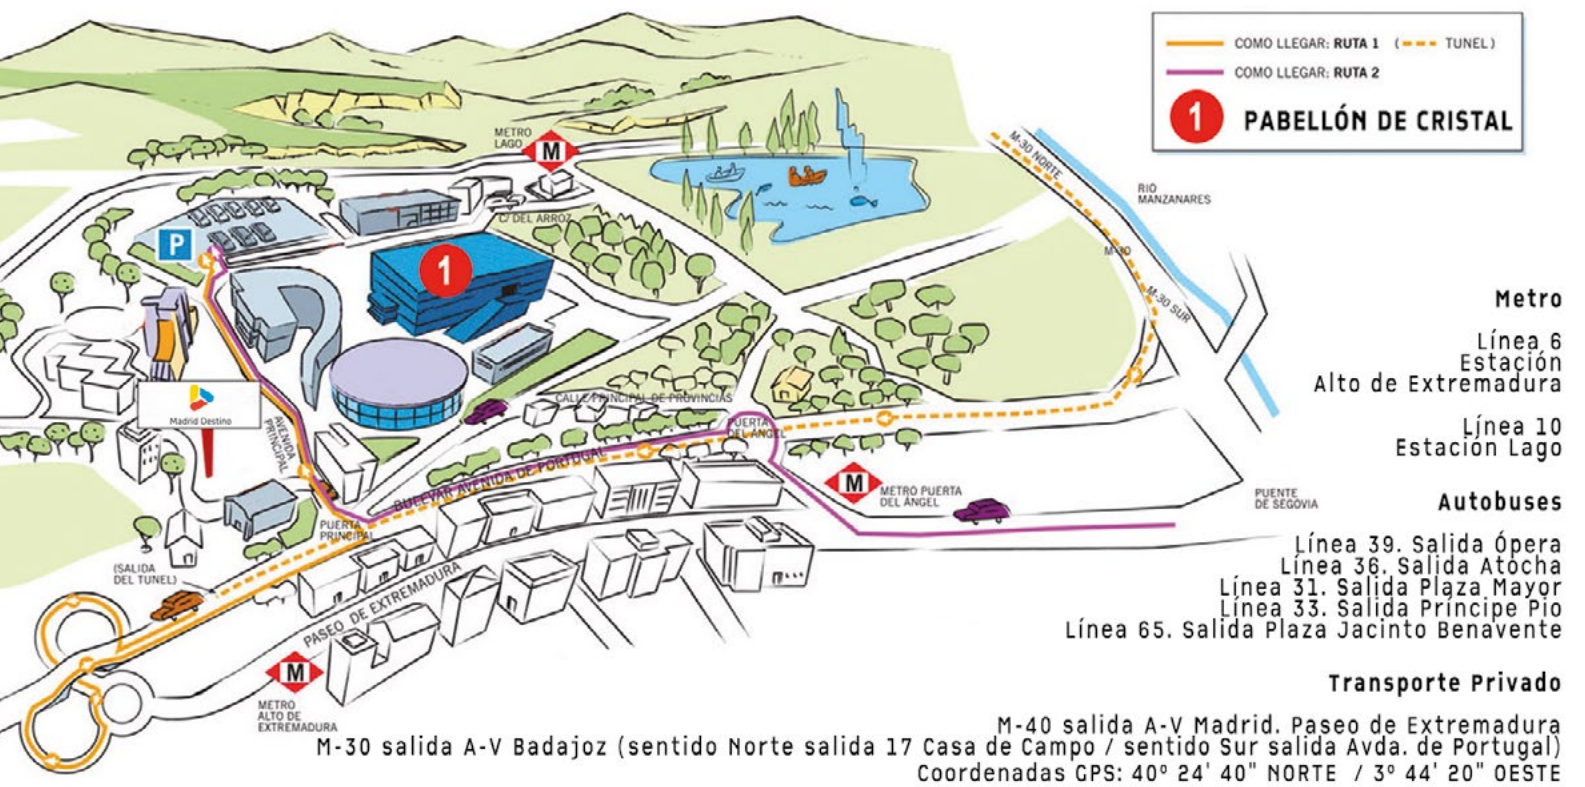 COMO LLEGAR: RUTA 1 ( TUNEL )
COMO LLEGAR: RUTA 2
1 PABELLÓN DE CRISTAL
METRO
LAGO
M
M-30 NORTE
RIO
MANZANARES
C/ DEL ARROZ
P
1
M-30
M-30 SUR
Madrid Destino
AVENIDA
PRINCIPAL
CALLE PRINCIPAL DE PROVINCIAS
PUERTA
DEL ÁNGEL
BULEVAR AVENIDA DE PORTUGAL
M
METRO PUERTA
DEL ÁNGEL
PUENTE
DE SEGOVIA
PUERTA
PRINCIPAL
(SALIDA
DEL TUNEL)
PASEO DE EXTREMADURA
M
METRO
ALTO DE
EXTREMADURA
Metro
Línea 6
Estación
Alto de Extremadura
Línea 10
Estación Lago
Autobuses
Línea 39. Salida Ópera
Línea 36. Salida Atocha
Línea 31. Salida Plaza Mayor
Línea 33. Salida Príncipe Pio
Línea 65. Salida Plaza Jacinto Benavente
Transporte Privado
M-40 salida A-V Madrid. Paseo de Extremadura
M-30 salida A-V Badajoz (sentido Norte salida 17 Casa de Campo / sentido Sur salida Avda. de Portugal)
Coordenadas GPS: 40º 24' 40" NORTE / 3º 44' 20" OESTE